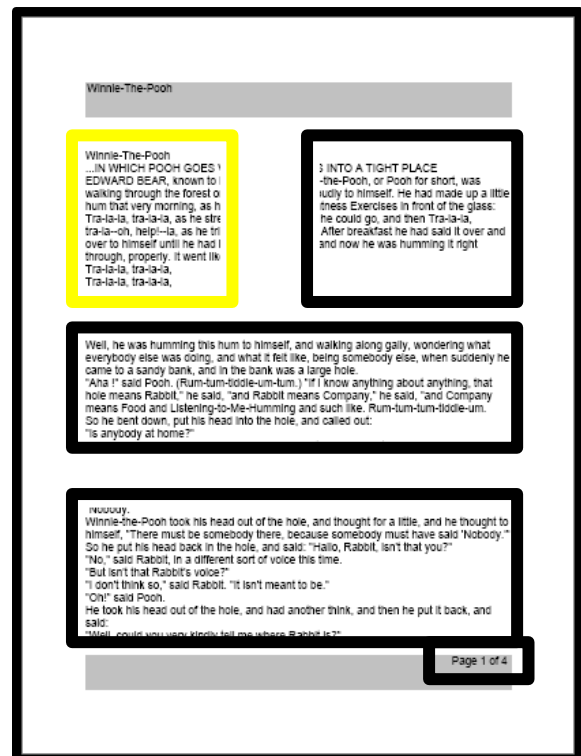 Winnie-The-Pooh
Winnie-The-Pooh
...IN WHICH POOH GOES
EDWARD BEAR, known to
walking through the forest
hum that very morning, as h
Tra-la-la, tra-la-la, as he stre
tra-la--oh, help!--la, as he tri
over to himself until he had l
through, properly. It went lik
Tra-la-la, tra-la-la,
Tra-la-la, tra-la-la,
INTO A TIGHT PLACE
-the-Pooh, or Pooh for short, was
udly to himself. He had made up a little
tness Exercises in front of the glass:
he could go, and then Tra-la-la,
After breakfast he had said it over and
and now he was humming it right
Well, he was humming this hum to himself, and walking along gaily, wondering what
everybody else was doing, and what it felt like, being somebody else, when suddenly he
came to a sandy bank, and in the bank was a large hole.
"Aha !" said Pooh. (Rum-tum-tiddle-um-tum.) "If I know anything about anything, that
hole means Rabbit," he said, "and Rabbit means Company," he said, "and Company
means Food and Listening-to-Me-Humming and such like. Rum-tum-tum-tiddle-um.
So he bent down, put his head into the hole, and called out:
"Is anybody at home?"
"Nobody."
Winnie-the-Pooh took his head out of the hole, and thought for a little, and he thought to
himself, "There must be somebody there, because somebody must have said 'Nobody.'"
So he put his head back in the hole, and said: "Hallo, Rabbit, isn't that you?"
"No," said Rabbit, in a different sort of voice this time.
"But isn't that Rabbit's voice?"
"I don't think so," said Rabbit. "It isn't meant to be."
"Oh!" said Pooh.
He took his head out of the hole, and had another think, and then he put it back, and
said:
"Well, could you very kindly tell me where Rabbit is?"
Page 1 of 4